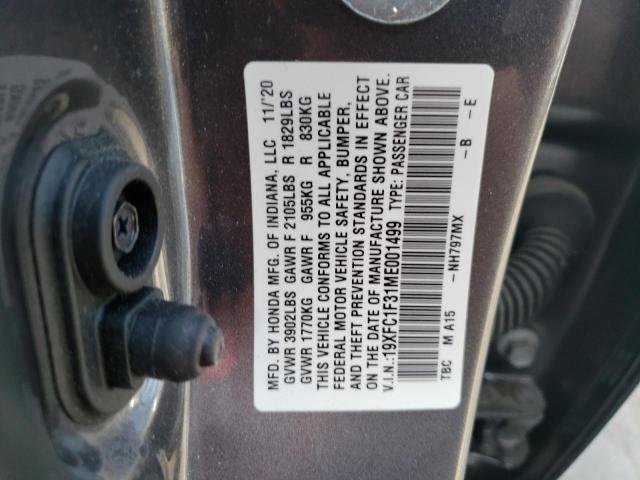 MFD. BY HONDA MFG. OF INDIANA, LLC 11/'20
GVWR 3902LBS GAWR F 2105LBS R 1829LBS
GVWR 1770KG GAWR F 955KG R 830KG
THIS VEHICLE CONFORMS TO ALL APPLICABLE
FEDERAL MOTOR VEHICLE SAFETY, BUMPER,
AND THEFT PREVENTION STANDARDS IN EFFECT
ON THE DATE OF MANUFACTURE SHOWN ABOVE.
V.I.N.:19XFC1F31ME001499 TYPE: PASSENGER CAR
TBC M A15 -NH797MX -B -E